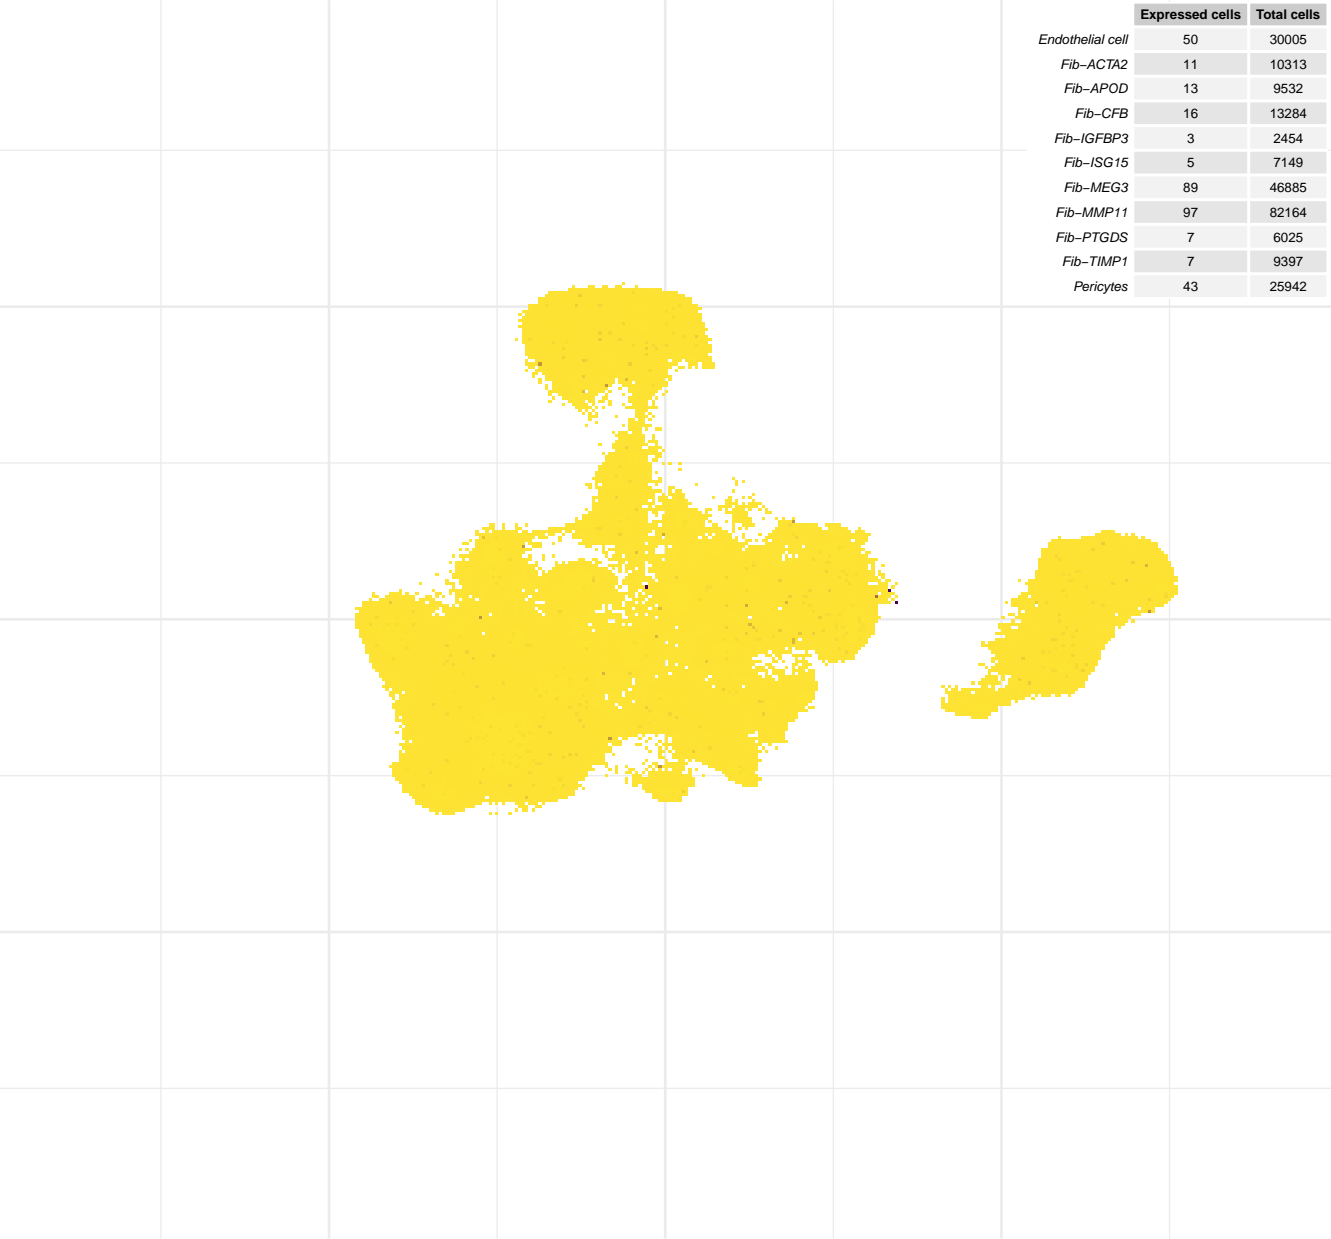 Expressed cells Total cells
Endothelial cell 50 30005
Fib−ACTA2 11 10313
Fib−APOD 13 9532
Fib−CFB 16 13284
Fib−IGFBP3 3 2454
Fib−ISG15 5 7149
Fib−MEG3 89 46885
Fib−MMP11 97 82164
Fib−PTGDS 7 6025
Fib−TIMP1 7 9397
Pericytes 43 25942